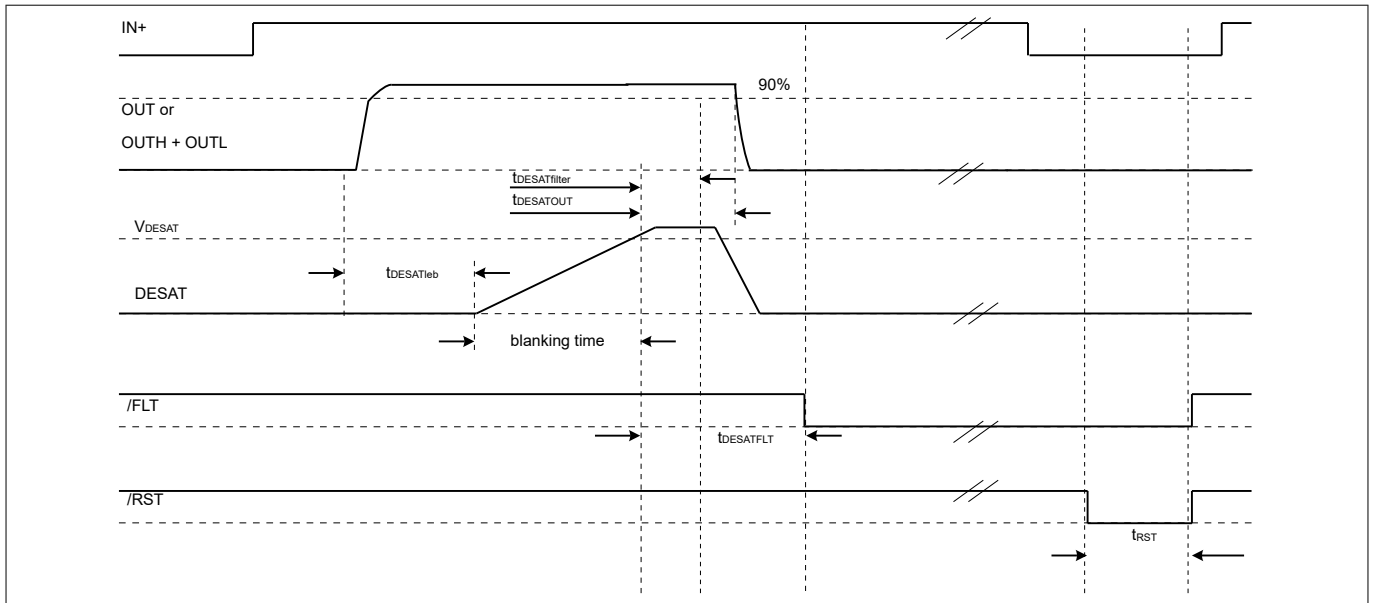 IN+
90%
OUT or
OUTH + OUTL
tDESATfilter
tDESATOUT
VDESAT
tDESATleb
DESAT
blanking time
/FLT
tDESATFLT
/RST
tRST